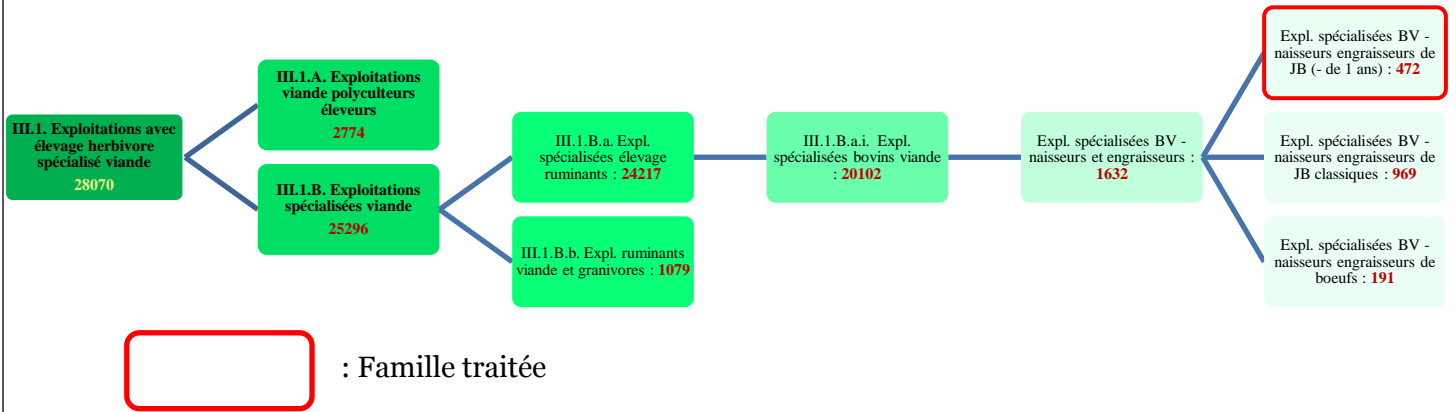 III.1. Exploitations avec
élevage herbivore
spécialisé viande
28070
III.1.A. Exploitations
viande polyculteurs
éleveurs
2774
III.1.B. Exploitations
spécialisées viande
25296
III.1.B.a. Expl.
spécialisées élevage
ruminants : 24217
III.1.B.b. Expl. ruminants
viande et granivores : 1079
III.1.B.a.i. Expl.
spécialisées bovins viande
: 20102
Expl. spécialisées BV -
naisseurs et engraisseurs :
1632
Expl. spécialisées BV -
naisseurs engraisseurs de
JB (- de 1 ans) : 472
Expl. spécialisées BV -
naisseurs engraisseurs de
JB classiques : 969
Expl. spécialisées BV -
naisseurs engraisseurs de
boeufs : 191
: Famille traitée